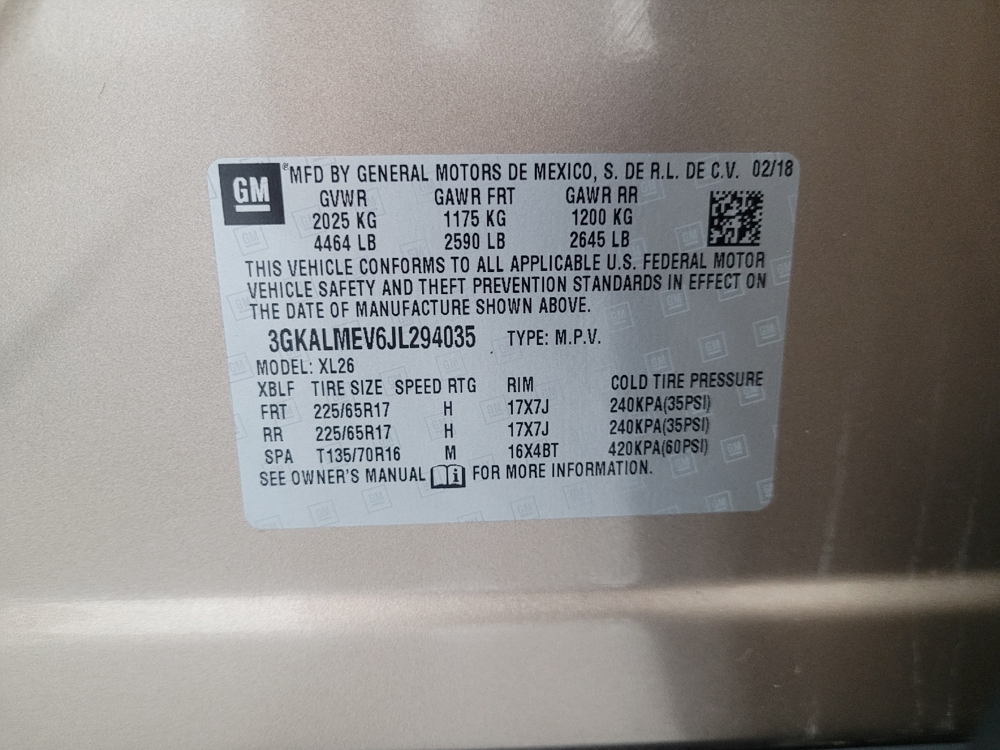 GM
®MFD BY GENERAL MOTORS DE MEXICO, S. DE R.L. DE C.V. 02/18
GVWR GAWR FRT GAWR RR
2025 KG 1175 KG 1200 KG
4464 LB 2590 LB 2645 LB
THIS VEHICLE CONFORMS TO ALL APPLICABLE U.S. FEDERAL MOTOR
VEHICLE SAFETY AND THEFT PREVENTION STANDARDS IN EFFECT ON
THE DATE OF MANUFACTURE SHOWN ABOVE.
3GKALMEV6JL294035 TYPE: M.P.V.
MODEL: XL26
XBLF TIRE SIZE SPEED RTG RIM COLD TIRE PRESSURE
FRT 225/65R17 H 17X7J 240KPA(35PSI)
RR 225/65R17 H 17X7J 240KPA(35PSI)
SPA T135/70R16 M 16X4BT 420KPA(60PSI)
SEE OWNER'S MANUAL i FOR MORE INFORMATION.